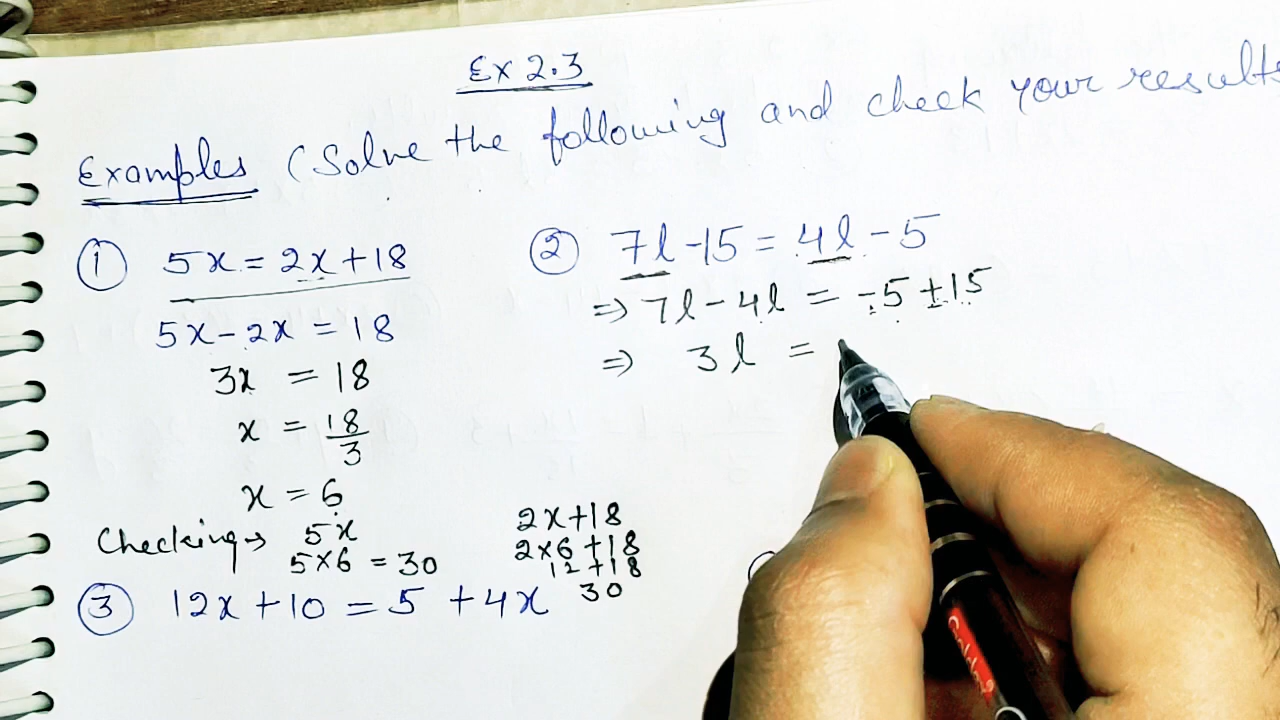 Ex 2.3
Examples (Solve the following and check your results
① 5x = 2x + 18
5x - 2x = 18
3x = 18
x = 18/3
x = 6
Checking → 5x
5×6 = 30
2x+18
2×6 +18
12 +18
30
② 7l - 15 = 4l - 5
⇒ 7l - 4l = -5 + 15
⇒ 3l =
③ 12x + 10 = 5 + 4x